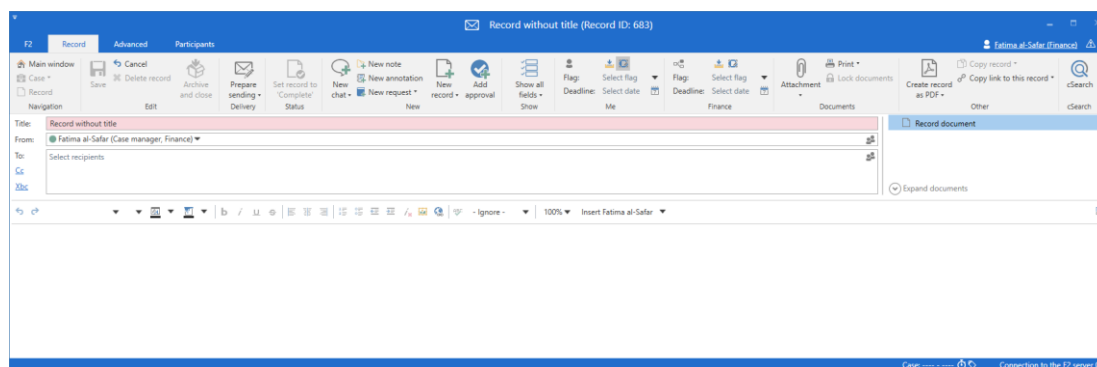 Record without title (Record ID: 683)
F2 Record Advanced Participants Fatima al-Safar (Finance)
Main window
Case
Record
Navigation
Save
Cancel
Delete record
Edit
Archive and close
Prepare sending
Delivery
Set record to 'Complete'
Status
New chat
New note
New annotation
New request
New record
Add approval
New
Show all fields
Show
Flag: Select flag
Deadline: Select date
Me
Flag: Select flag
Deadline: Select date
Finance
Attachment
Print
Lock documents
Documents
Create record as PDF
Copy record
Copy link to this record
Other
cSearch
cSearch
Title: Record without title
From: Fatima al-Safar (Case manager, Finance)
To: Select recipients
Cc
Xbc
Record document
Expand documents
b i u - Ignore - 100% Insert Fatima al-Safar
Case: ---- - ---- Connection to the F2 server